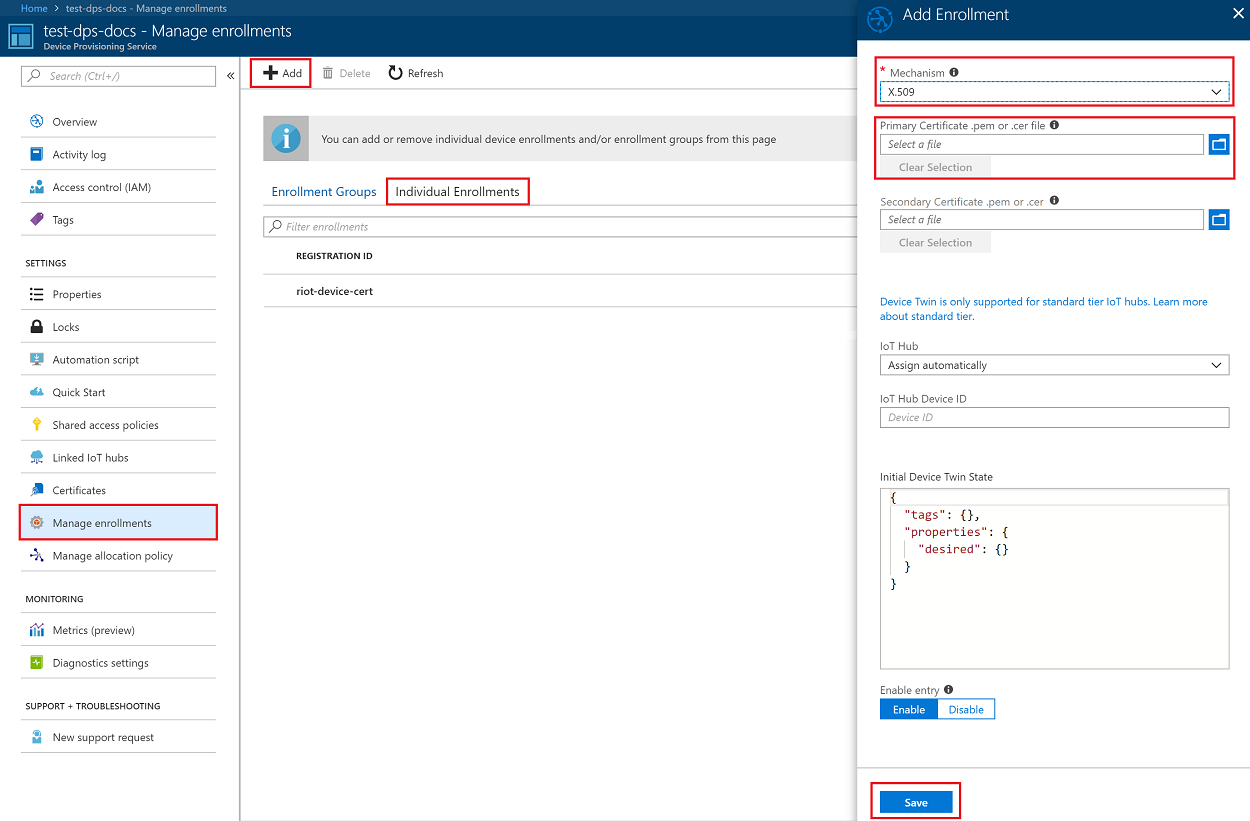 Home > test-dps-docs - Manage enrollments
test-dps-docs - Manage enrollments
Device Provisioning Service
Search (Ctrl+/)
«
Overview
Activity log
Access control (IAM)
Tags
SETTINGS
Properties
Locks
Automation script
Quick Start
Shared access policies
Linked IoT hubs
Certificates
Manage enrollments
Manage allocation policy
MONITORING
Metrics (preview)
Diagnostics settings
SUPPORT + TROUBLESHOOTING
New support request
Add Delete Refresh
You can add or remove individual device enrollments and/or enrollment groups from this page
Enrollment Groups Individual Enrollments
Filter enrollments
REGISTRATION ID
riot-device-cert
Add Enrollment
* Mechanism
X.509
Primary Certificate .pem or .cer file
Select a file
Clear Selection
Secondary Certificate .pem or .cer
Select a file
Clear Selection
Device Twin is only supported for standard tier IoT hubs. Learn more
about standard tier.
IoT Hub
Assign automatically
IoT Hub Device ID
Device ID
Initial Device Twin State
{
"tags": {},
"properties": {
"desired": {}
}
}
Enable entry
Enable Disable
Save